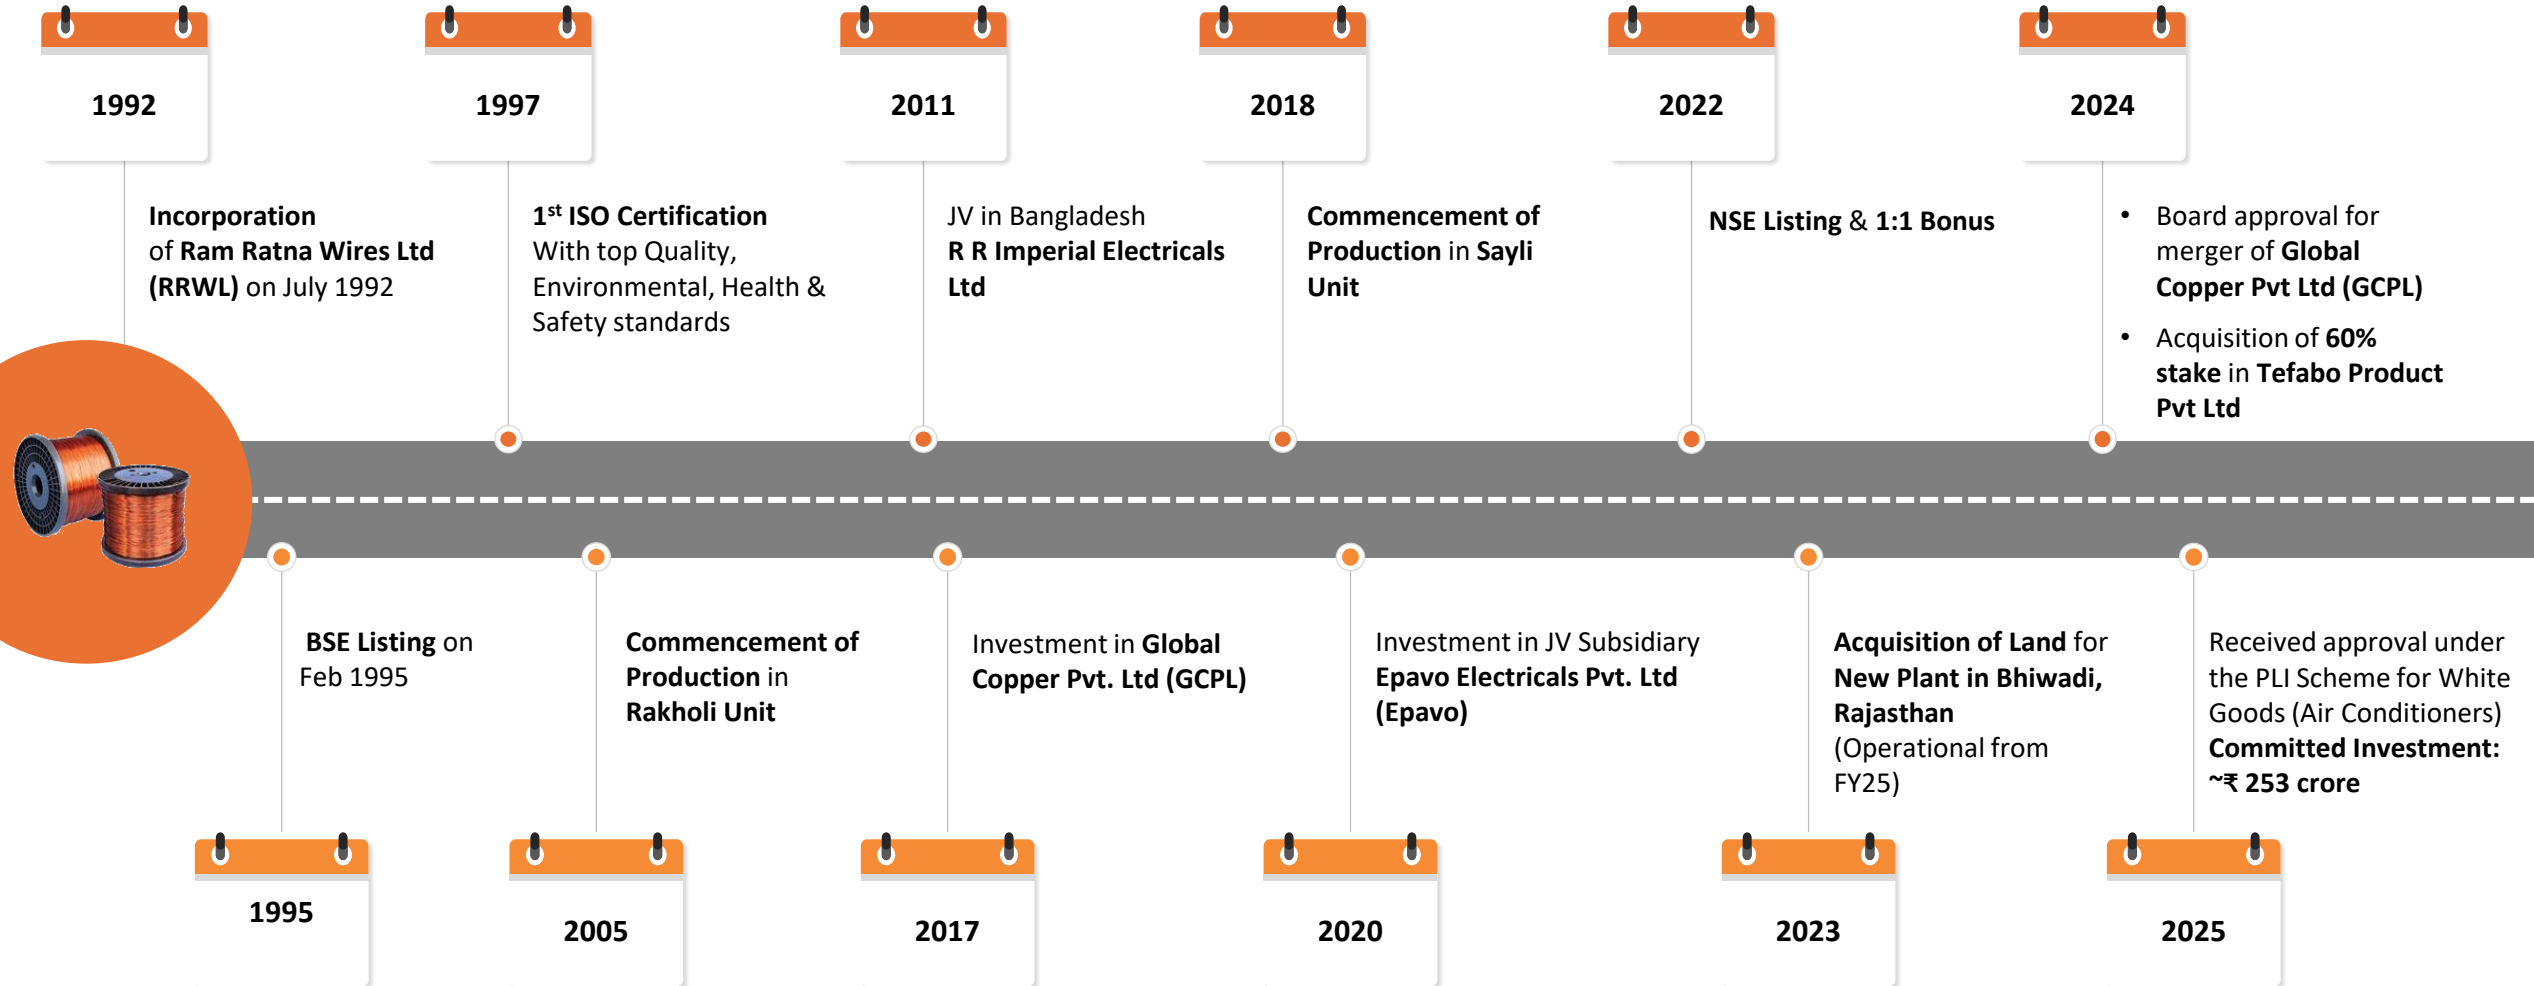 1992
Incorporation
of Ram Ratna Wires Ltd
(RRWL) on July 1992
1997
1st ISO Certification
With top Quality,
Environmental, Health &
Safety standards
2011
JV in Bangladesh
R R Imperial Electricals
Ltd
2018
Commencement of
Production in Sayli
Unit
2022
NSE Listing & 1:1 Bonus
2024
• Board approval for
merger of Global
Copper Pvt Ltd (GCPL)
• Acquisition of 60%
stake in Tefabo Product
Pvt Ltd
BSE Listing on
Feb 1995
1995
Commencement of
Production in
Rakholi Unit
2005
Investment in Global
Copper Pvt. Ltd (GCPL)
2017
Investment in JV Subsidiary
Epavo Electricals Pvt. Ltd
(Epavo)
2020
Acquisition of Land for
New Plant in Bhiwadi,
Rajasthan
(Operational from
FY25)
2023
Received approval under
the PLI Scheme for White
Goods (Air Conditioners)
Committed Investment:
~₹ 253 crore
2025